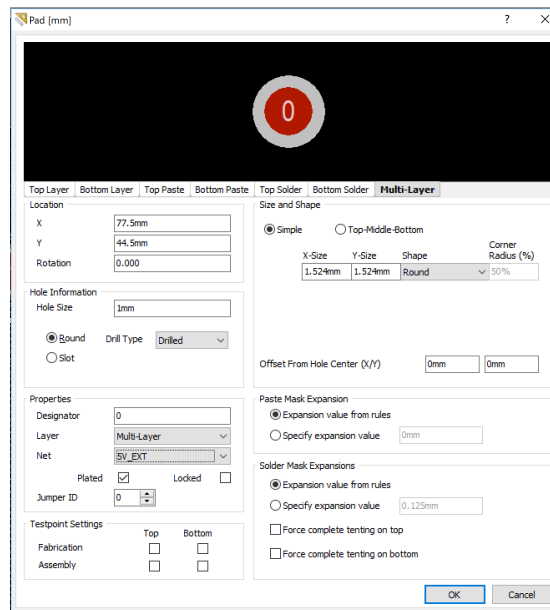 Pad [mm]
0
Top Layer Bottom Layer Top Paste Bottom Paste Top Solder Bottom Solder Multi-Layer
Location
X 77.5mm
Y 44.5mm
Rotation 0.000
Hole Information
Hole Size 1mm
Round Drill Type Drilled
Slot
Properties
Designator 0
Layer Multi-Layer
Net 5V_EXT
Plated Locked
Jumper ID 0
Testpoint Settings
Top Bottom
Fabrication
Assembly
Size and Shape
Simple Top-Middle-Bottom
X-Size Y-Size Shape Corner Radius (%)
1.524mm 1.524mm Round 50%
Offset From Hole Center (X/Y) 0mm 0mm
Paste Mask Expansion
Expansion value from rules
Specify expansion value 0mm
Solder Mask Expansions
Expansion value from rules
Specify expansion value 0.125mm
Force complete tenting on top
Force complete tenting on bottom
OK Cancel